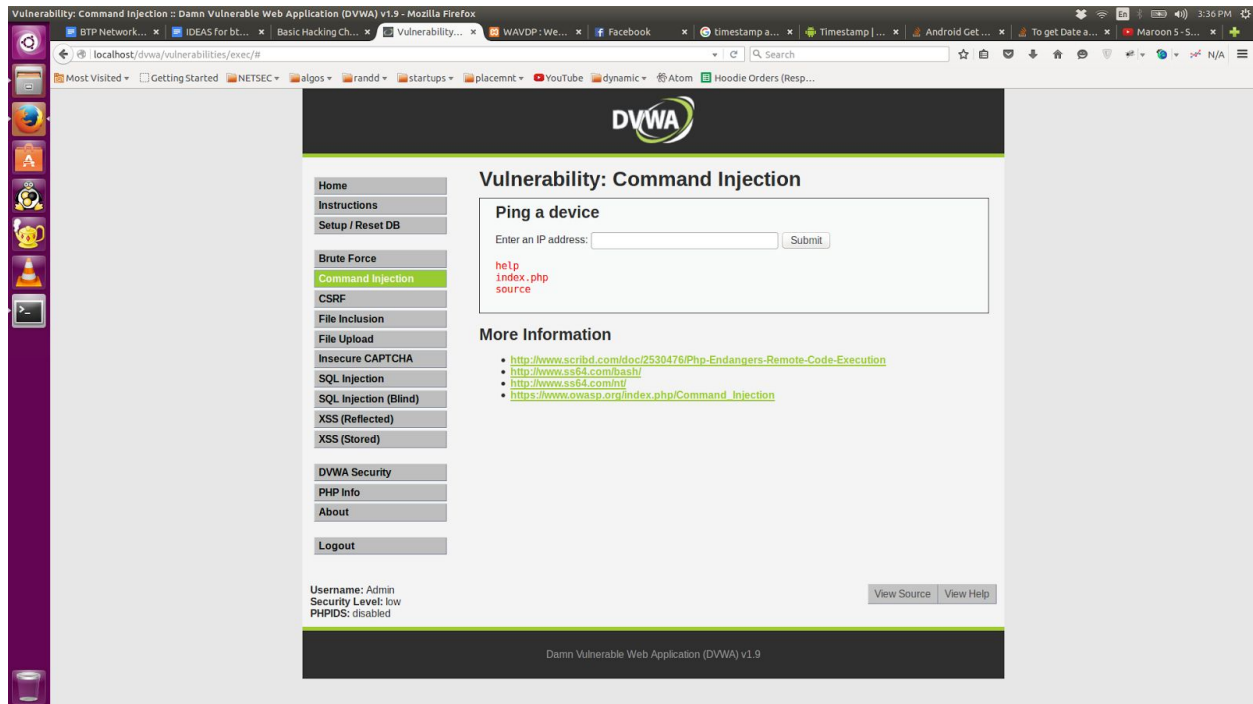 Vulnerability: Command Injection :: Damn Vulnerable Web Application (DVWA) v1.9 - Mozilla Firefox
En
3:36 PM
BTP Network...
IDEAS for bt...
Basic Hacking Ch...
Vulnerability...
WAVDP : We...
Facebook
timestamp a...
Timestamp | ...
Android Get ...
To get Date a...
Maroon 5 - S...
localhost/dvwa/vulnerabilities/exec/#
Search
N/A
Most Visited
Getting Started
NETSEC
algos
randd
startups
placemnt
YouTube
dynamic
Atom
Hoodie Orders (Resp...
DVWA
Home
Instructions
Setup / Reset DB
Brute Force
Command Injection
CSRF
File Inclusion
File Upload
Insecure CAPTCHA
SQL Injection
SQL Injection (Blind)
XSS (Reflected)
XSS (Stored)
DVWA Security
PHP Info
About
Logout
Vulnerability: Command Injection
Ping a device
Enter an IP address:
Submit
help
index.php
source
More Information
http://www.scribd.com/doc/2530476/Php-Endangers-Remote-Code-Execution
http://www.ss64.com/bash/
http://www.ss64.com/nt/
https://www.owasp.org/index.php/Command_Injection
Username: Admin
Security Level: low
PHPIDS: disabled
View Source
View Help
Damn Vulnerable Web Application (DVWA) v1.9